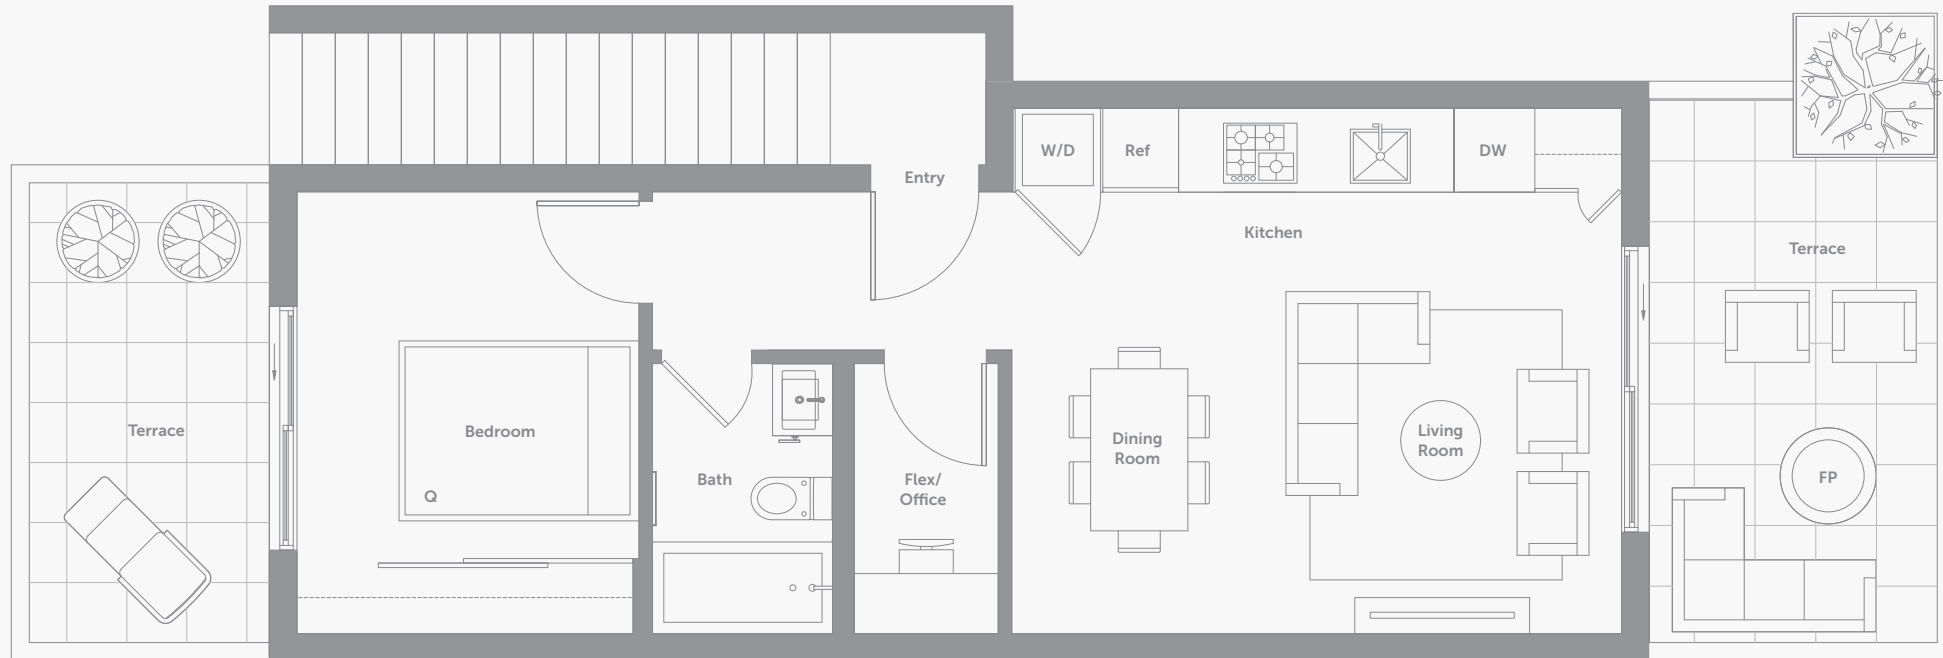 W/D
Ref
DW
Entry
Kitchen
Terrace
Terrace
Bedroom
Q
Bath
Flex/
Office
Dining
Room
Living
Room
FP